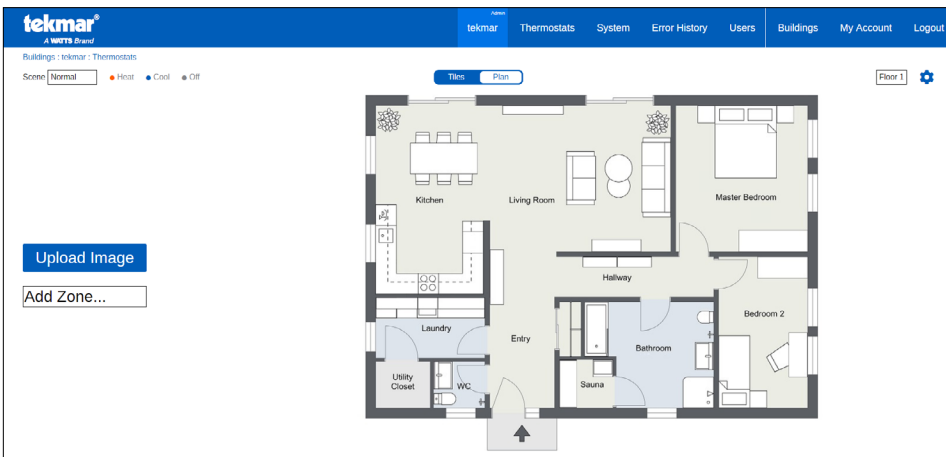 tekmar®
A WATTS Brand
Admin
tekmar Thermostats System Error History Users Buildings My Account Logout
Buildings : tekmar : Thermostats
Scene Normal Heat Cool Off Tiles Plan Floor 1
Kitchen
Living Room
Master Bedroom
Upload Image
Add Zone...
Hallway
Bedroom 2
Laundry
Entry
Bathroom
Utility
Closet
WC
Sauna